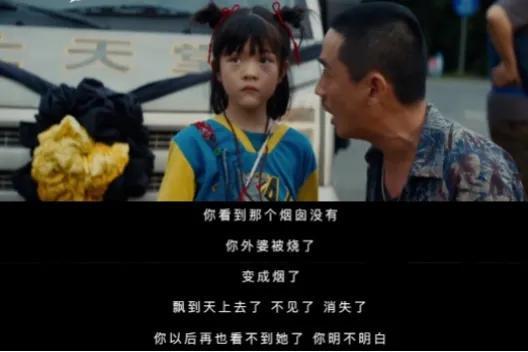 天堂
你看到那个烟囱没有
你外婆被烧了
变成烟了
飘到天上去了 不见了 消失了
你以后再也看不到她了 你明不明白